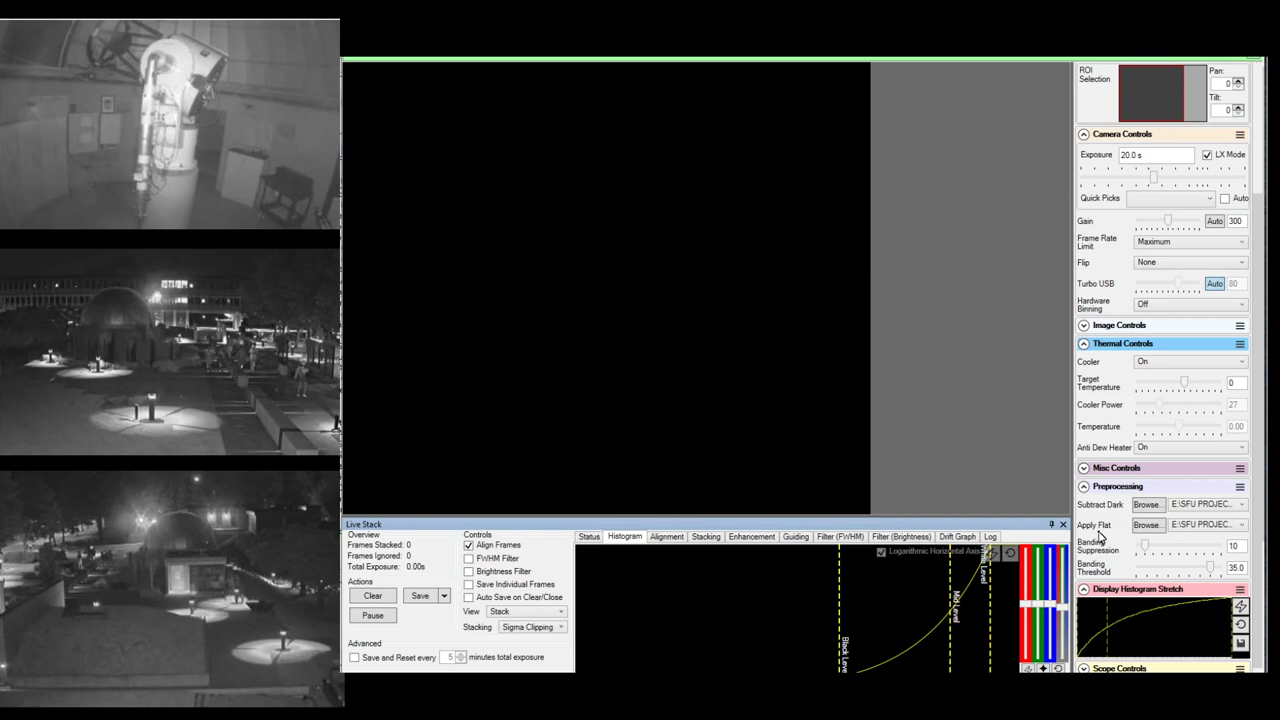 ROI
Selection
Pan:
0
Tilt:
0
Camera Controls
Exposure 20.0 s LX Mode
Quick Picks Auto
Gain Auto 300
Frame Rate
Limit Maximum
Flip None
Turbo USB Auto 80
Hardware
Binning Off
Image Controls
Thermal Controls
Cooler On
Target
Temperature 0
Cooler Power 27
Temperature 0.00
Anti Dew Heater On
Misc Controls
Preprocessing
Subtract Dark Browse... E:\SFU PROJEC...
Apply Flat Browse... E:\SFU PROJEC...
Banding
Suppression 10
Banding
Threshold 35.0
Display Histogram Stretch
Scope Controls
Live Stack
Overview
Frames Stacked: 0
Frames Ignored: 0
Total Exposure: 0.00s
Actions
Clear Save
Pause
Advanced
Save and Reset every 5 minutes total exposure
Controls
Align Frames
FWHM Filter
Brightness Filter
Save Individual Frames
Auto Save on Clear/Close
View Stack
Stacking Sigma Clipping
Status Histogram Alignment Stacking Enhancement Guiding Filter (FWHM) Filter (Brightness) Drift Graph Log
Logarithmic Horizontal Axis
Black Leve
Mid Level
Level